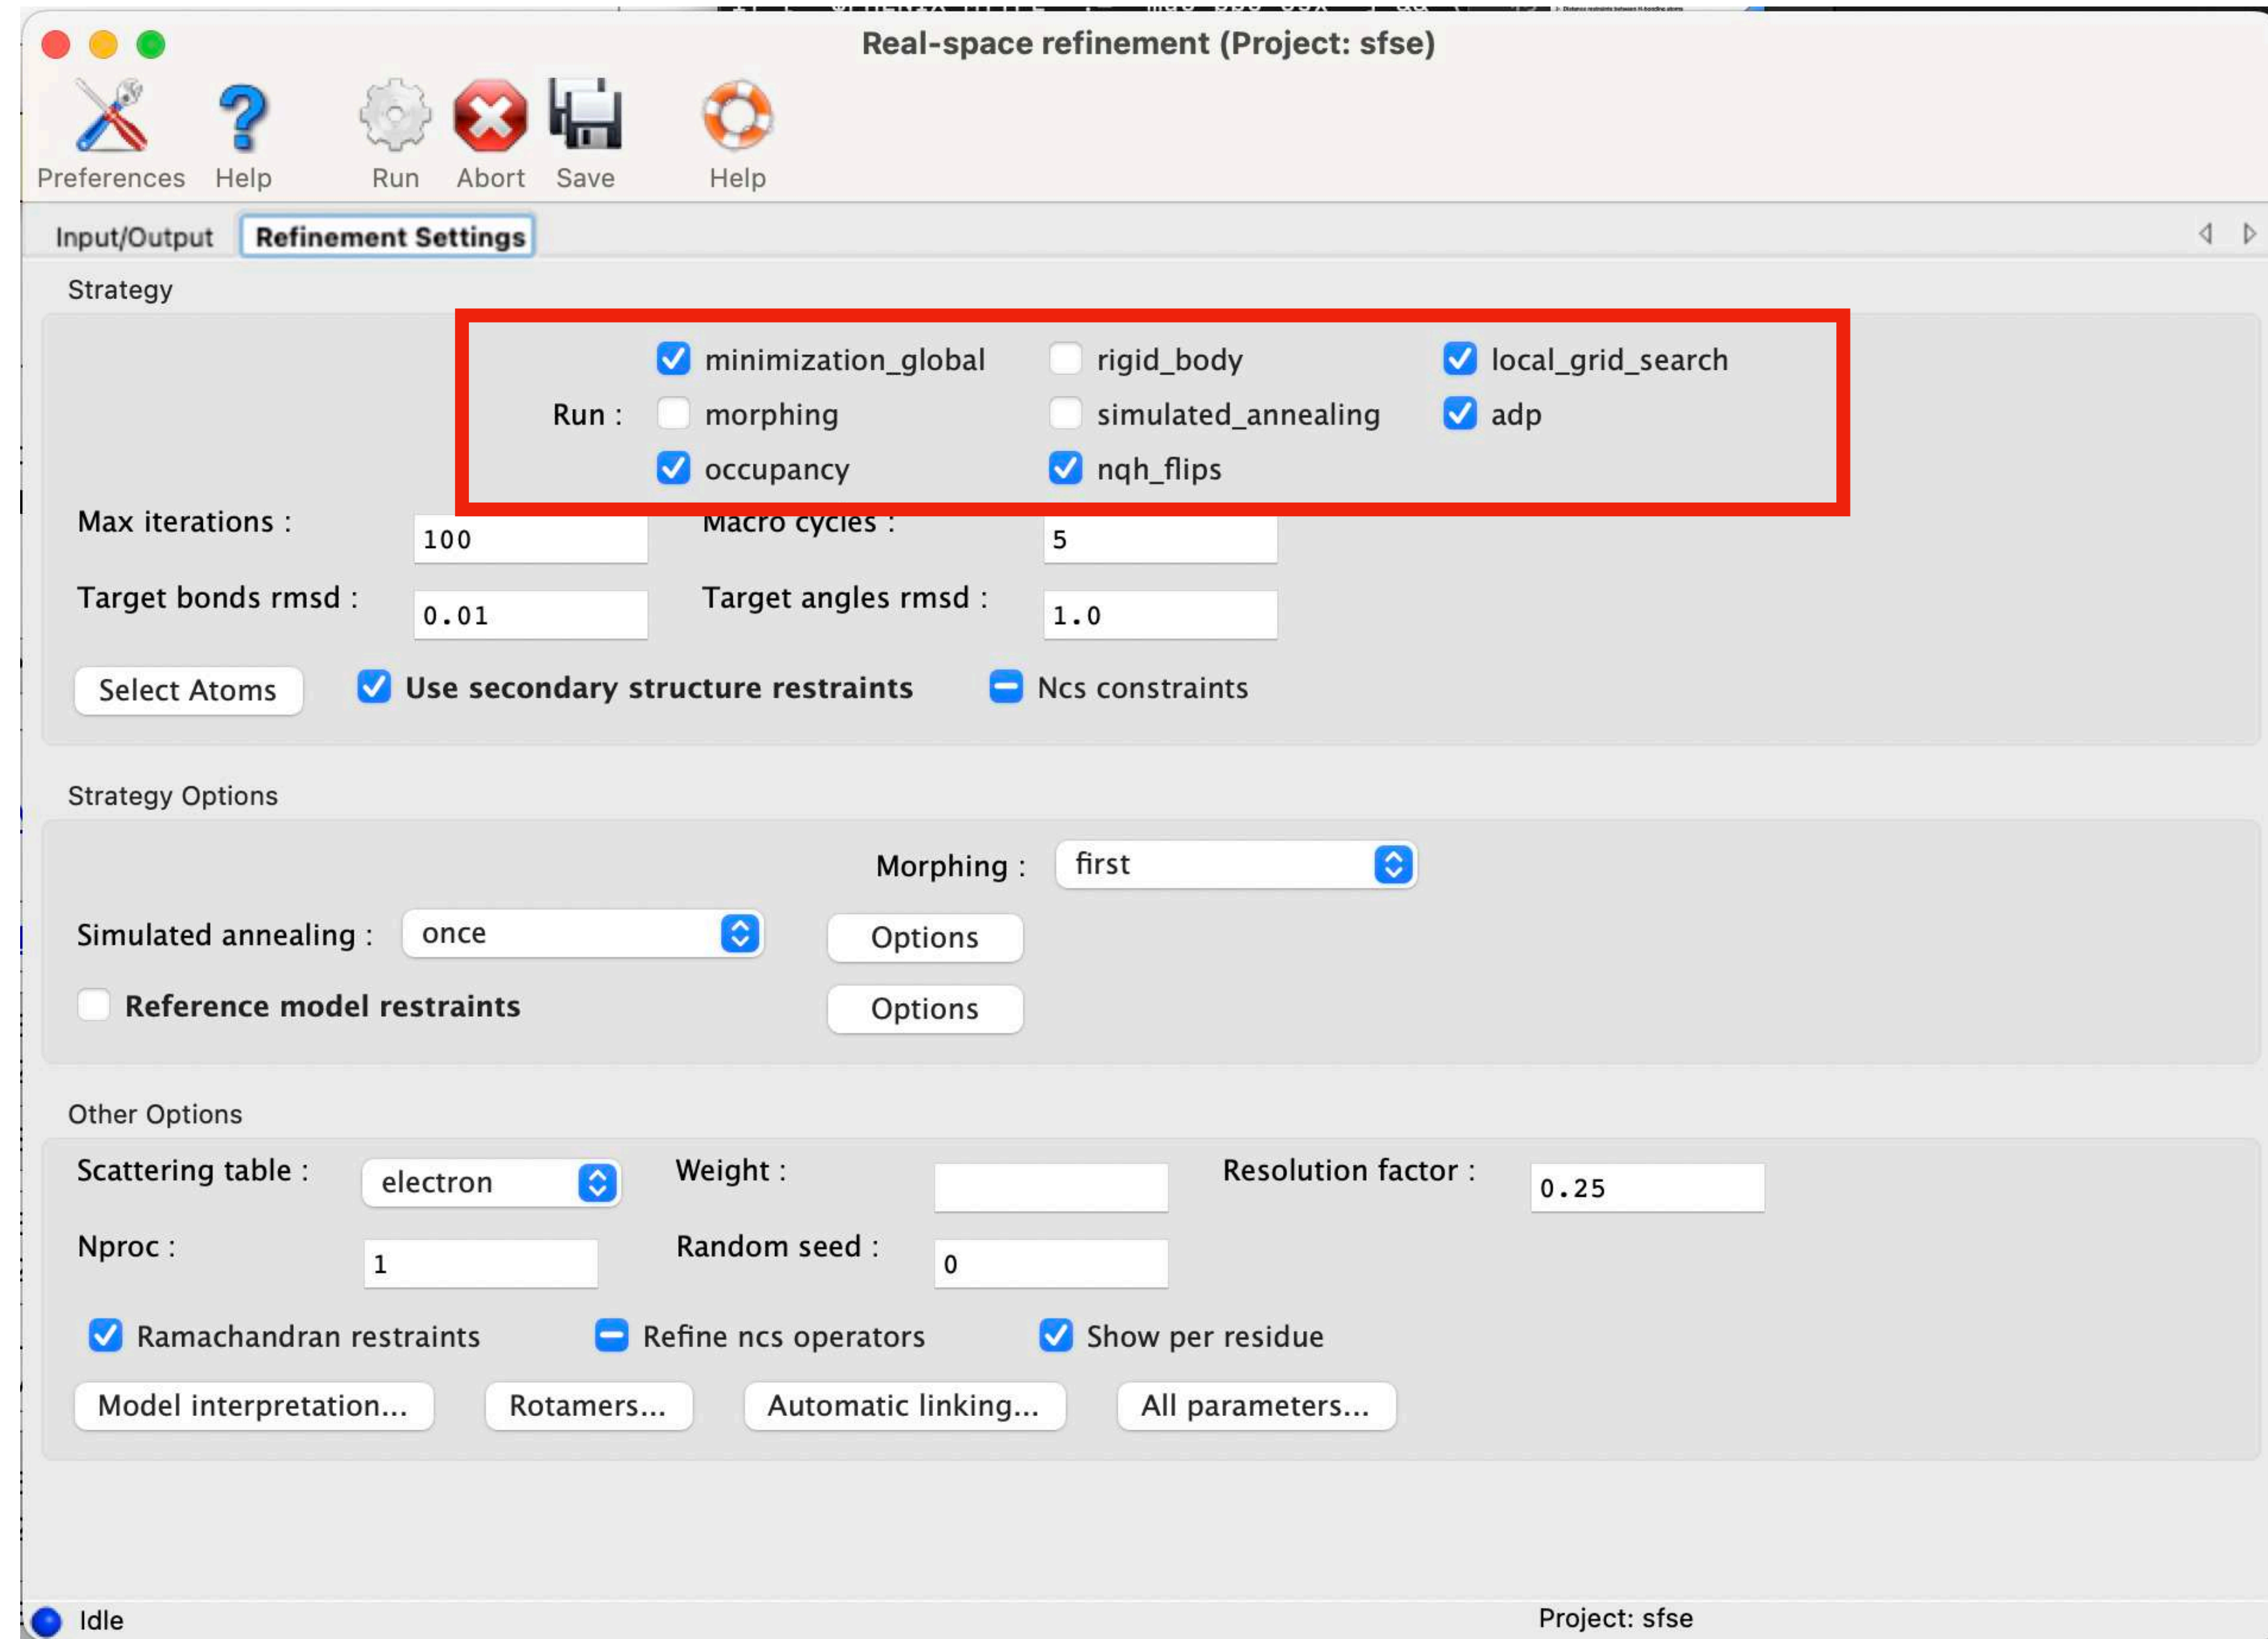 Real-space refinement (Project: sfse)
Preferences Help Run Abort Save Help
Input/Output Refinement Settings
Strategy
minimization_global rigid_body local_grid_search
Run : morphing simulated_annealing adp
occupancy nqh_flips
Max iterations : 100 Macro cycles : 5
Target bonds rmsd : 0.01 Target angles rmsd : 1.0
Select Atoms Use secondary structure restraints Ncs constraints
Strategy Options
Morphing : first
Simulated annealing : once Options
Reference model restraints Options
Other Options
Scattering table : electron Weight : Resolution factor : 0.25
Nproc : 1 Random seed : 0
Ramachandran restraints Refine ncs operators Show per residue
Model interpretation... Rotamers... Automatic linking... All parameters...
Idle Project: sfse